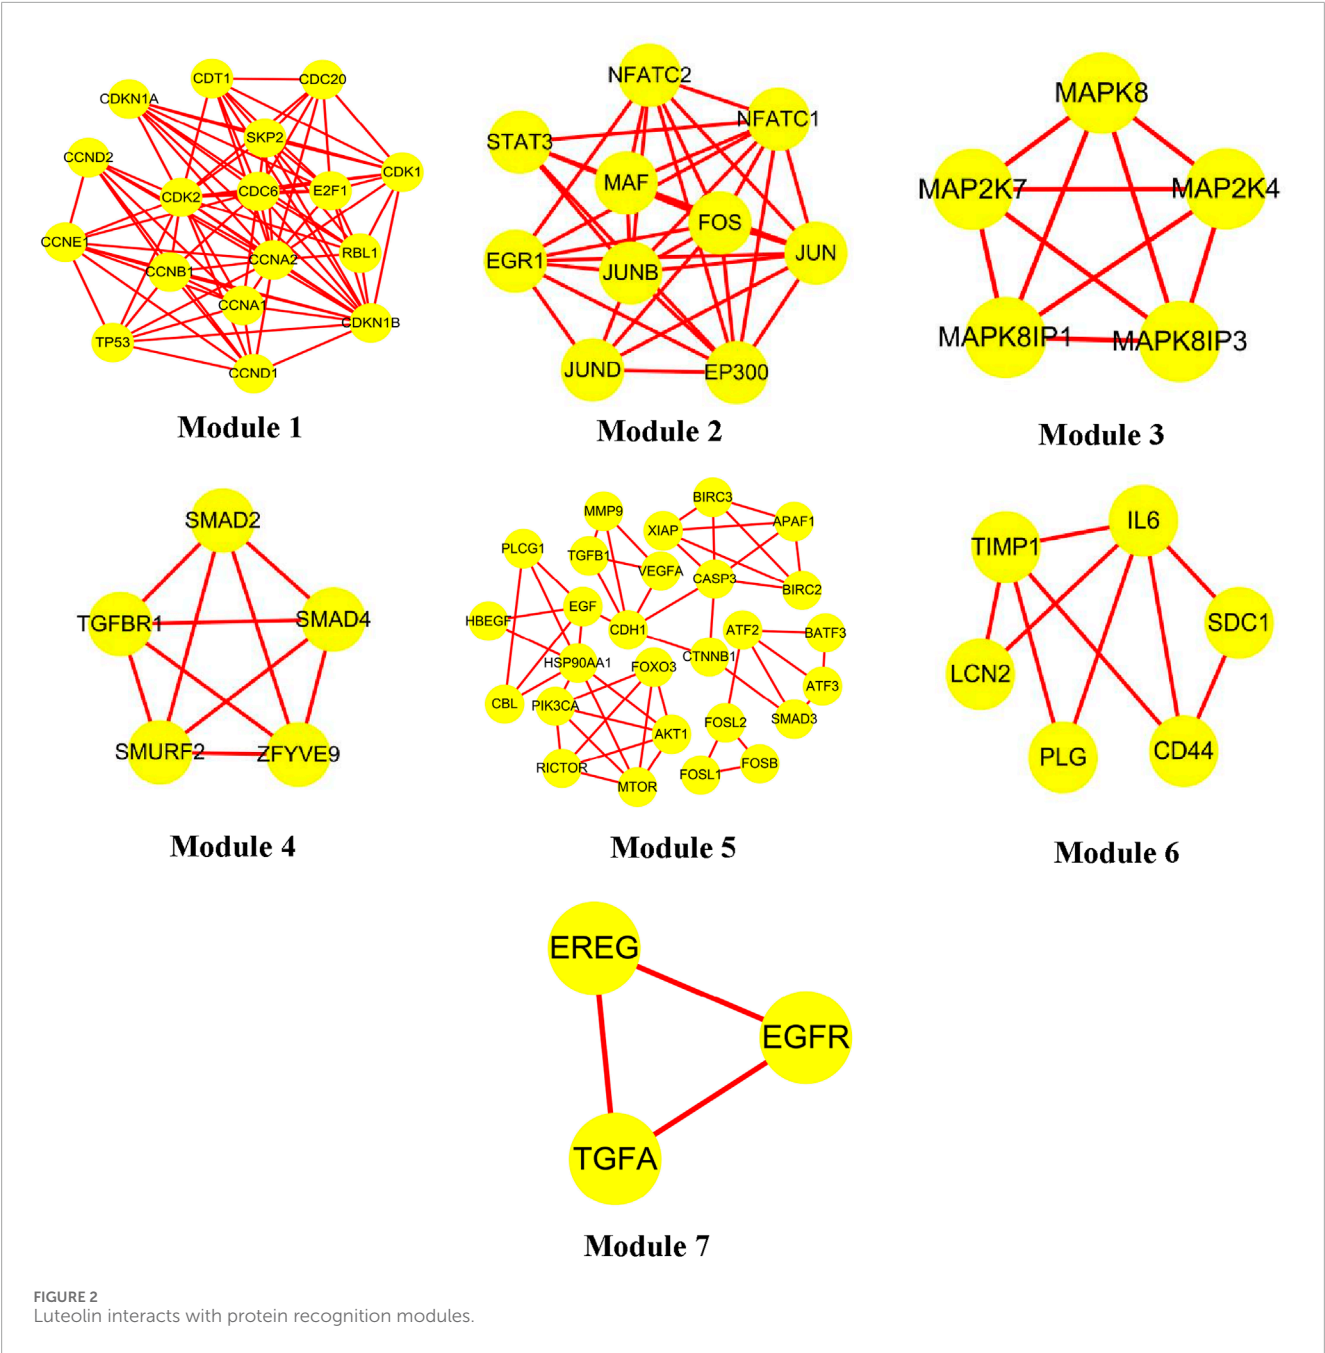 CDT1
CDC20
CDKN1A
SKP2
CCND2
CDK1
CDK2
CDC6
E2F1
CCNE1
RBL1
CCNB1
CCNA2
CCNA1
CDKN1B
TP53
CCND1
Module 1
NFATC2
NFATC1
STAT3
MAF
FOS
EGR1
JUNB
JUN
JUND
EP300
Module 2
MAPK8
MAP2K7
MAP2K4
MAPK8IP1
MAPK8IP3
Module 3
SMAD2
TGFBR1
SMAD4
SMURF2
ZFYVE9
Module 4
BIRC3
MMP9
XIAP
APAF1
PLCG1
TGFB1
VEGFA
CASP3
BIRC2
EGF
HBEGF
CDH1
ATF2
BATF3
HSP90AA1
FOXO3
CTNNB1
ATF3
CBL
PIK3CA
AKT1
FOSL2
SMAD3
RICTOR
MTOR
FOSL1
FOSB
Module 5
IL6
TIMP1
SDC1
LCN2
PLG
CD44
Module 6
EREG
EGFR
TGFA
Module 7
FIGURE 2
Luteolin interacts with protein recognition modules.